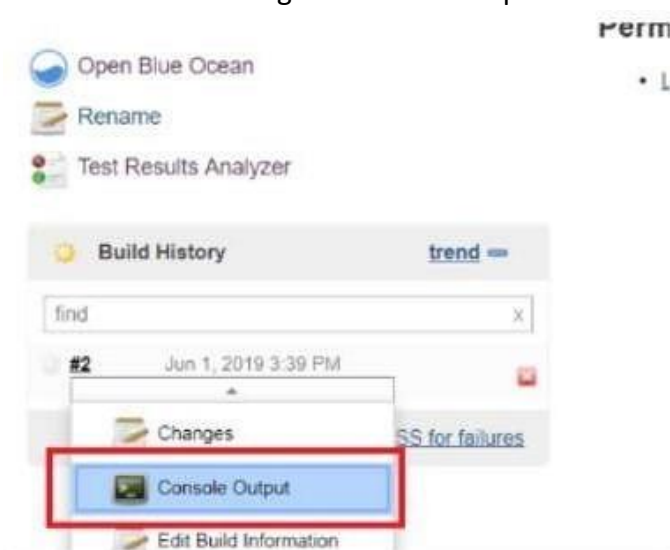 Open Blue Ocean
Rename
Test Results Analyzer
Build History trend
find x
#2 Jun 1, 2019 3:39 PM
Changes
SS for failures
Console Output
Edit Build Information